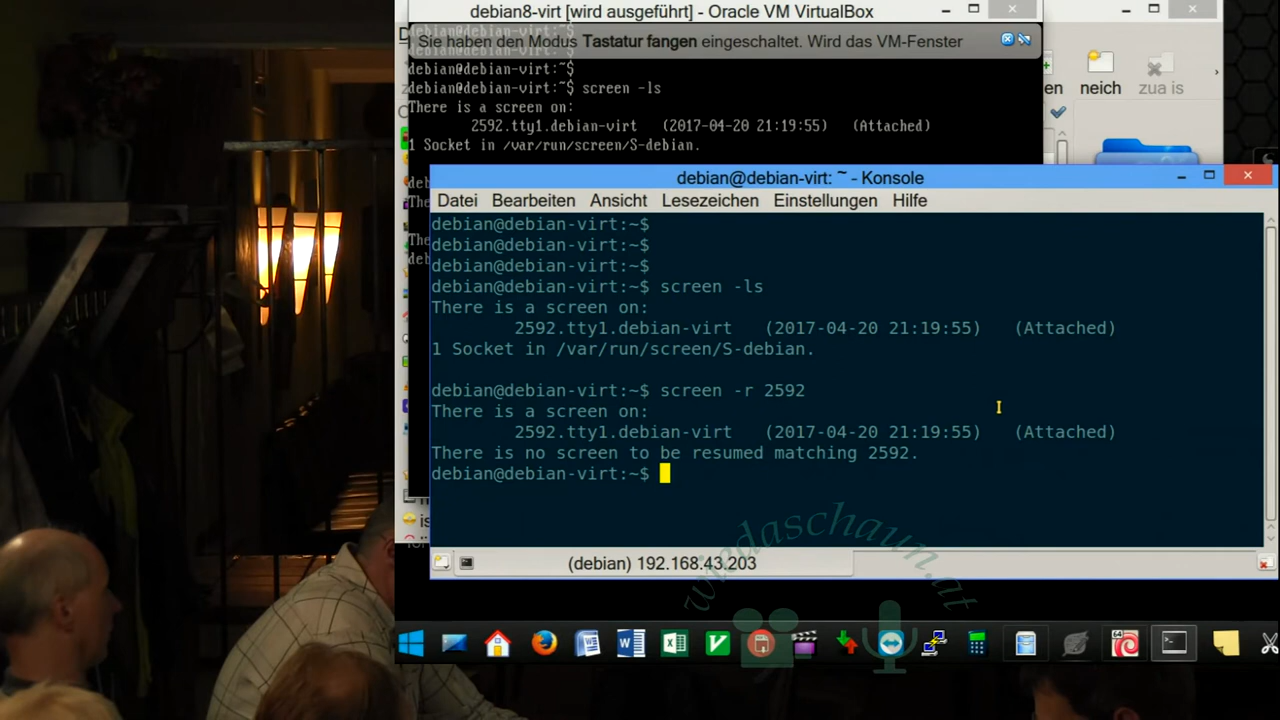 debian8-virt [wird ausgeführt] - Oracle VM VirtualBox
Sie haben den Modus Tastatur fangen eingeschaltet. Wird das VM-Fenster
debian@debian-virt:~$
debian@debian-virt:~$ screen -ls
There is a screen on:
2592.tty1.debian-virt (2017-04-20 21:19:55) (Attached)
1 Socket in /var/run/screen/S-debian.
neich
zua is
debian@debian-virt: ~ - Konsole
Datei Bearbeiten Ansicht Lesezeichen Einstellungen Hilfe
debian@debian-virt:~$
debian@debian-virt:~$
debian@debian-virt:~$
debian@debian-virt:~$ screen -ls
There is a screen on:
2592.tty1.debian-virt (2017-04-20 21:19:55) (Attached)
1 Socket in /var/run/screen/S-debian.
debian@debian-virt:~$ screen -r 2592
There is a screen on:
2592.tty1.debian-virt (2017-04-20 21:19:55) (Attached)
There is no screen to be resumed matching 2592.
debian@debian-virt:~$
(debian) 192.168.43.203
wiedaschaun.at